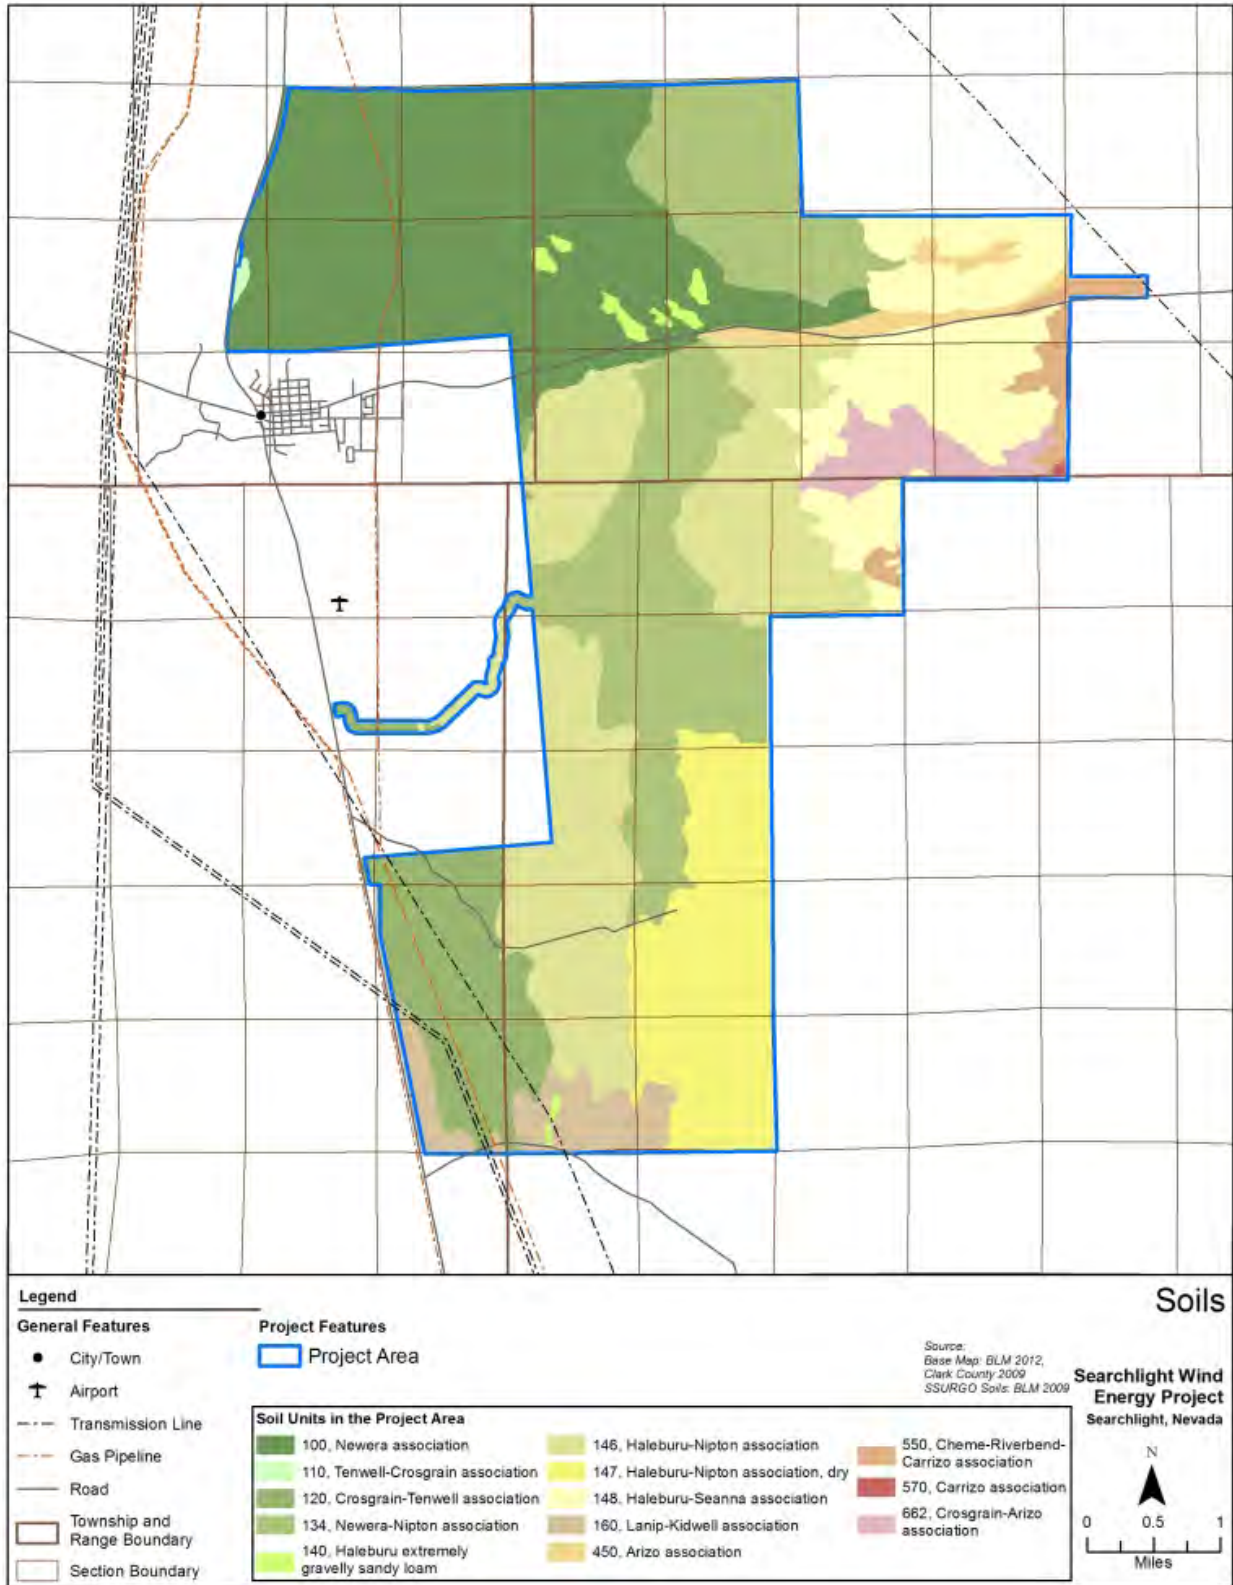 Legend
General Features
City/Town
Airport
Transmission Line
Gas Pipeline
Road
Township and
Range Boundary
Section Boundary
Project Features
Project Area
Soil Units in the Project Area
100, Newera association
110, Tenwell-Crosgrain association
120, Crosgrain-Tenwell association
134, Newera-Nipton association
140, Haleburu extremely
gravelly sandy loam
146, Haleburu-Nipton association
147, Haleburu-Nipton association, dry
148, Haleburu-Seanna association
160, Lanip-Kidwell association
450, Arizo association
550, Cheme-Riverbend-
Carrizo association
570, Carrizo association
662, Crosgrain-Arizo
association
Soils
Source:
Base Map: BLM 2012,
Clark County 2009
SSURGO Soils: BLM 2009
Searchlight Wind
Energy Project
Searchlight, Nevada
N
0 0.5 1
Miles